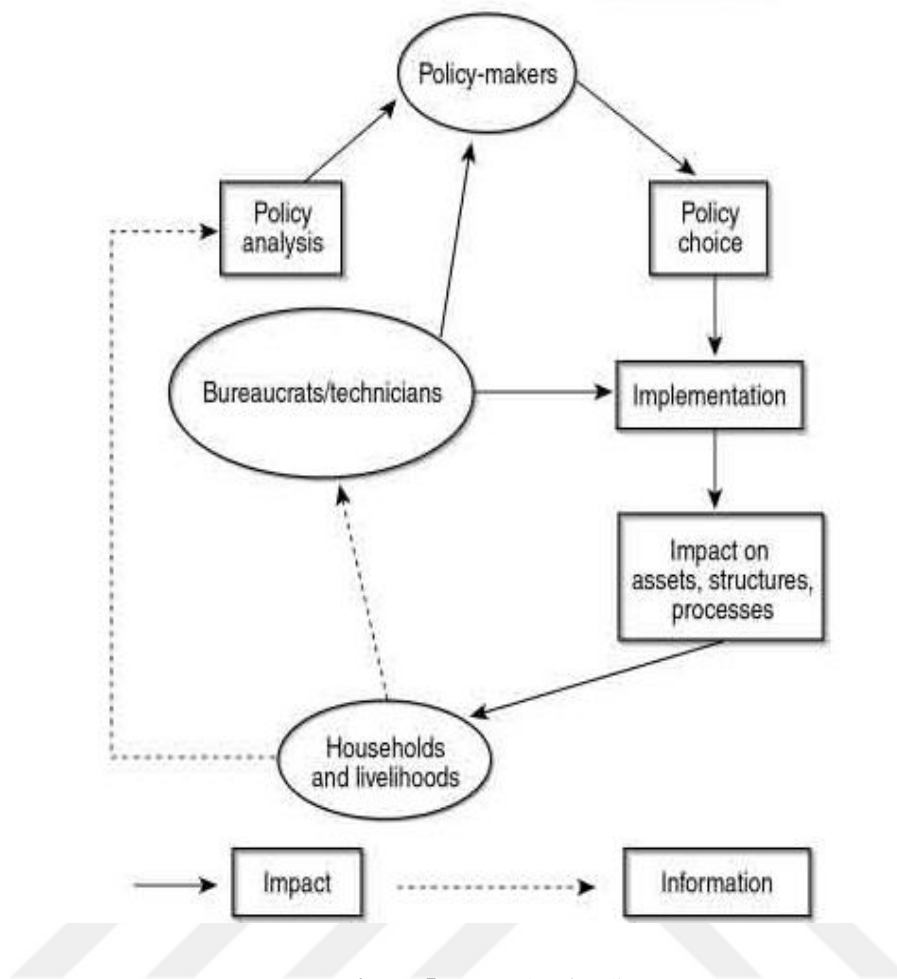 Policy-makers
Policy
analysis
Policy
choice
Bureaucrats/technicians
Implementation
Impact on
assets, structures,
processes
Households
and livelihoods
Impact
Information